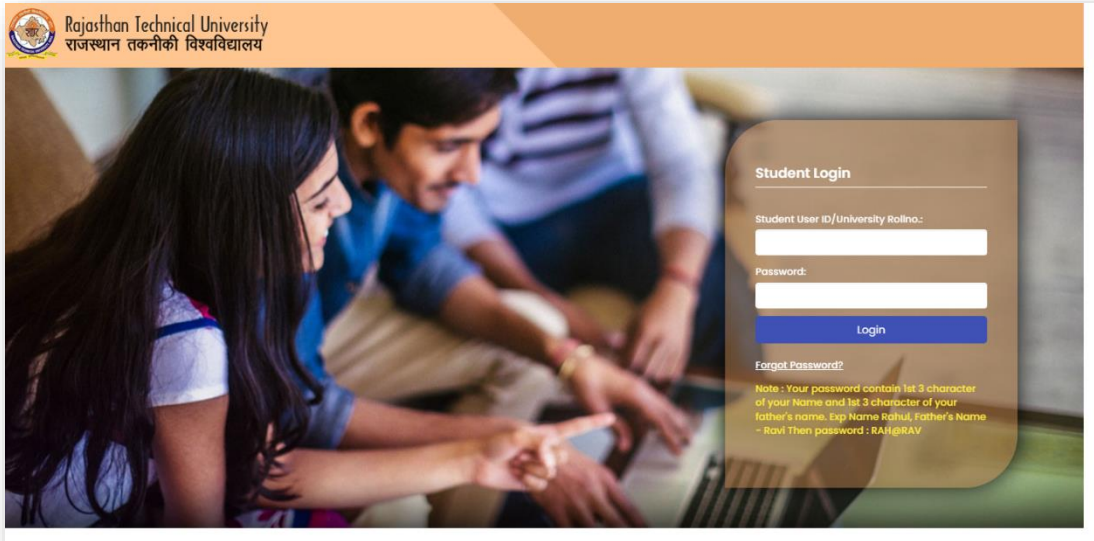 Rajasthan Technical University
राजस्थान तकनीकी विश्वविद्यालय
Student Login
Student User ID/University Rollno.:
Password:
Login
Forgot Password?
Note : Your password contain 1st 3 character
of your Name and 1st 3 character of your
father's name. Exp Name Rahul, Father's Name
- Ravi Then password : RAH@RAV